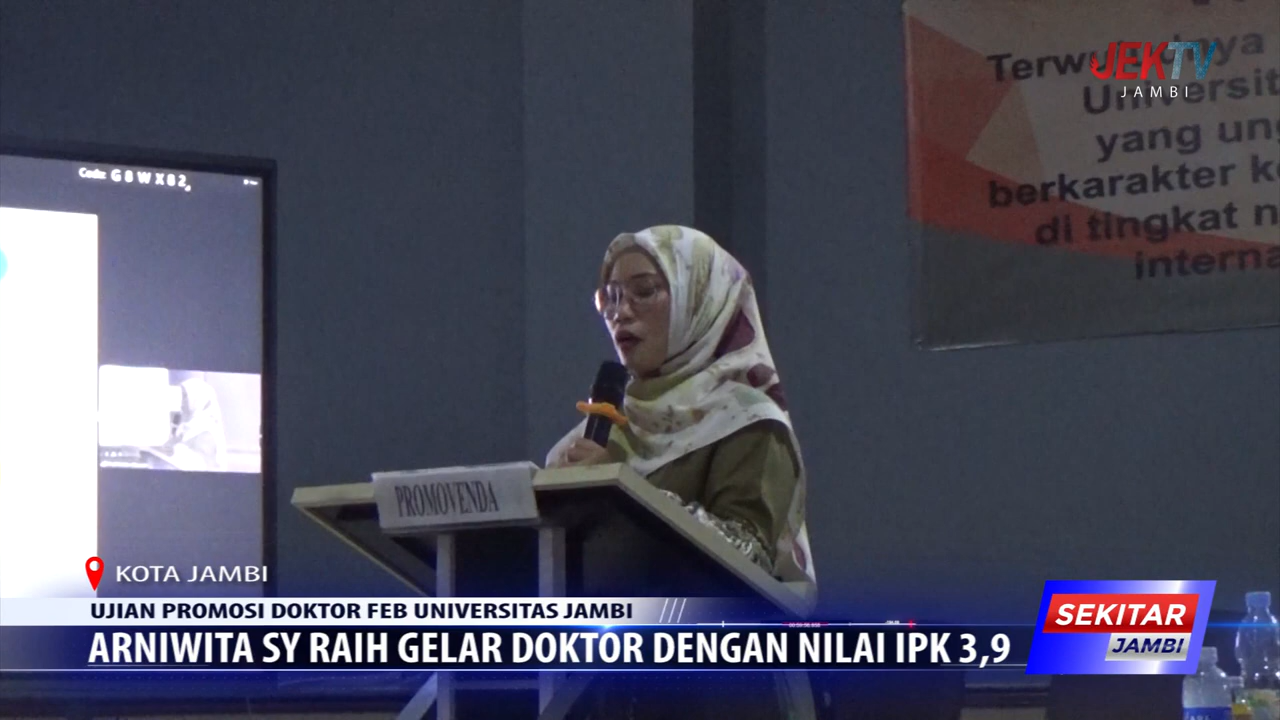 Code: G8WX82
JEKTV
JAMBI
Universit
yang ung
berkarakter
di tingkat
interna
PROMOVENDA
KOTA JAMBI
UJIAN PROMOSI DOKTOR FEB UNIVERSITAS JAMBI
ARNIWITA SY RAIH GELAR DOKTOR DENGAN NILAI IPK 3,9
SEKITAR
JAMBI